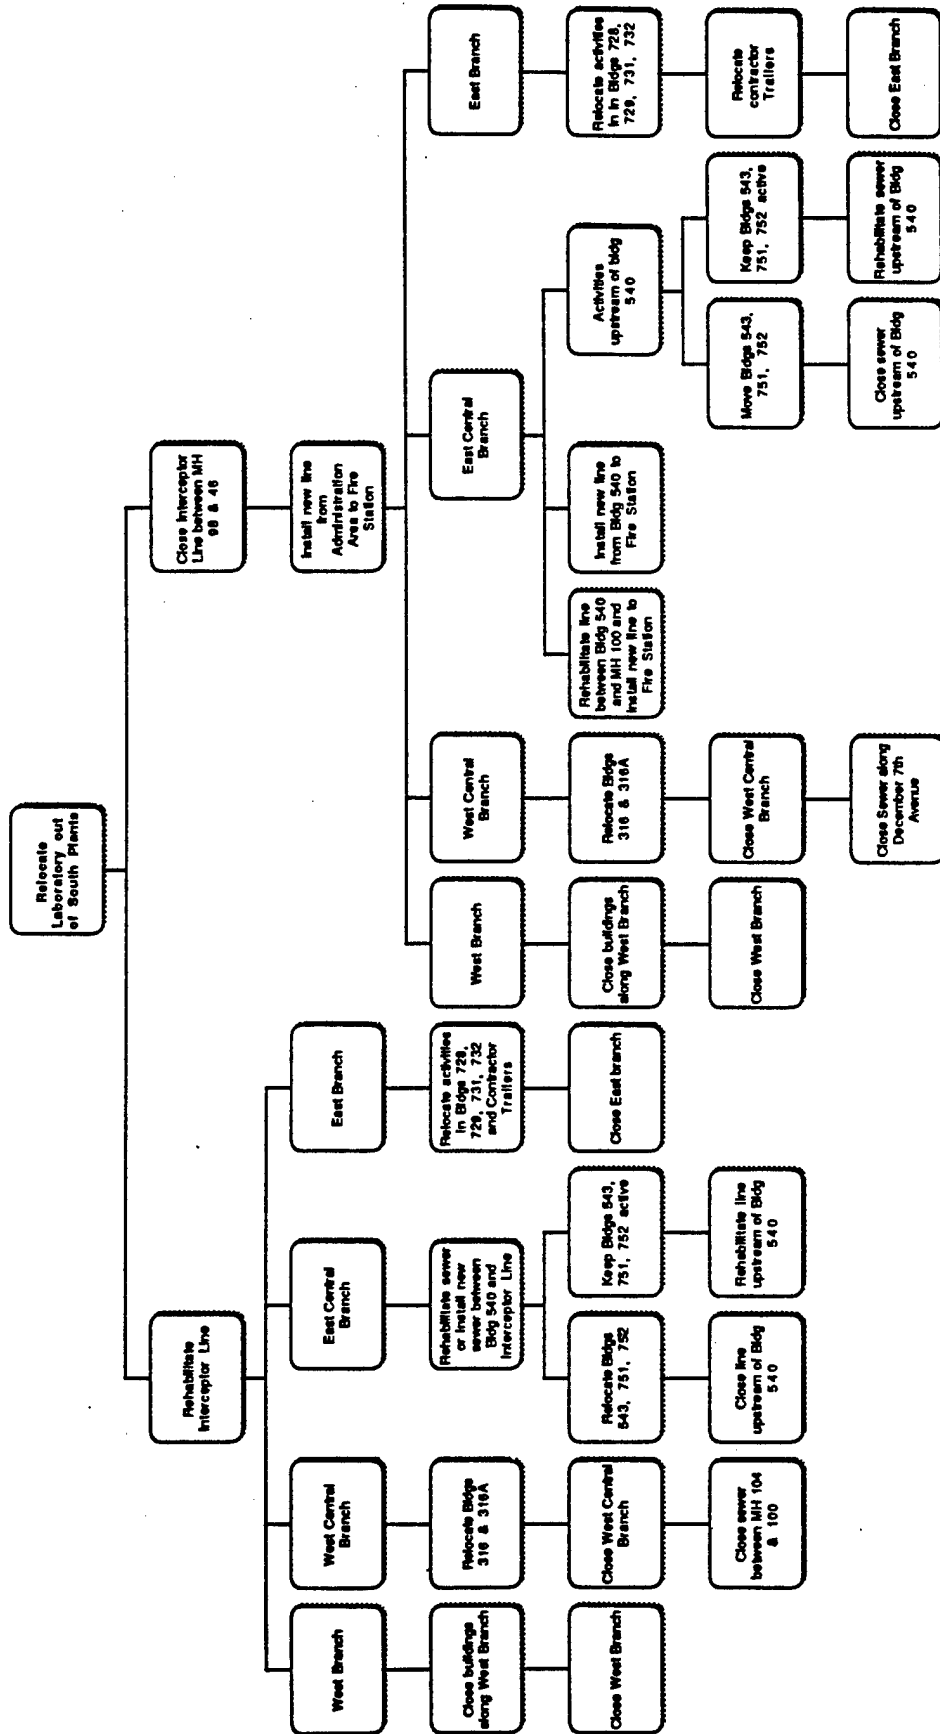 Relocate
Laboratory out
of South Plants
Rehabilitate
Interceptor Line
Close Interceptor
Line between MH
98 & 46
West Branch
West Central
Branch
East Central
Branch
East Branch
Install new line
from
Administration
Area to Fire
Station
Close buildings
along West Branch
Relocate Bldgs
316 & 316A
Rehabilitate sewer
or install new
sewer between
Bldg 540 and
Interceptor Line
Relocate activities
in Bldgs 728,
729, 731, 732
and Contractor
Trailers
West Branch
West Central
Branch
East Central
Branch
East Branch
Close West Branch
Close West Central
Branch
Relocate Bldgs
543, 751, 752
Keep Bldgs 543,
751, 752 active
Close East branch
Close buildings
along West Branch
Relocate Bldgs
316 & 316A
Rehabilitate line
between Bldg 540
and MH 100 and
install new line to
Fire Station
Install new line
from Bldg 540 to
Fire Station
Activities
upstream of bldg
540
Relocate activities
in in Bldgs 728,
729, 731, 732
Close sewer
between MH 104
& 100
Close line
upstream of Bldg
540
Rehabilitate line
upstream of Bldg
540
Close West Branch
Close West Central
Branch
Move Bldgs 543,
751, 752
Keep Bldgs 543,
751, 752 active
Relocate
contractor
Trailers
Close Sewer along
December 7th
Avenue
Close sewer
upstream of Bldg
540
Rehabilitate sewer
upstream of Bldg
540
Close East Branch